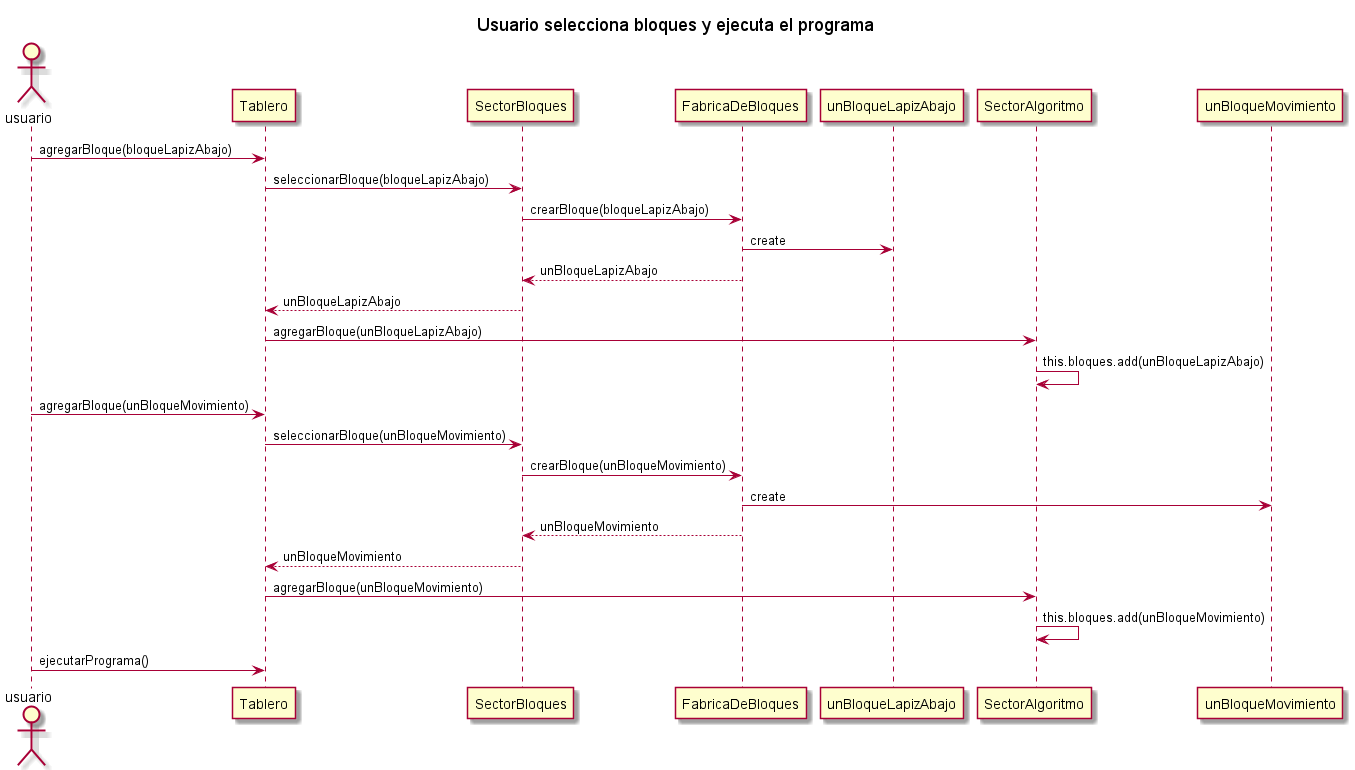 Usuario selecciona bloques y ejecuta el programa
usuario
Tablero
SectorBloques
FabricaDeBloques
unBloqueLapizAbajo
SectorAlgoritmo
unBloqueMovimiento
agregarBloque(bloqueLapizAbajo)
seleccionarBloque(bloqueLapizAbajo)
crearBloque(bloqueLapizAbajo)
create
unBloqueLapizAbajo
unBloqueLapizAbajo
agregarBloque(unBloqueLapizAbajo)
this.bloques.add(unBloqueLapizAbajo)
agregarBloque(unBloqueMovimiento)
seleccionarBloque(unBloqueMovimiento)
crearBloque(unBloqueMovimiento)
create
unBloqueMovimiento
unBloqueMovimiento
agregarBloque(unBloqueMovimiento)
this.bloques.add(unBloqueMovimiento)
ejecutarPrograma()
usuario
Tablero
SectorBloques
FabricaDeBloques
unBloqueLapizAbajo
SectorAlgoritmo
unBloqueMovimiento